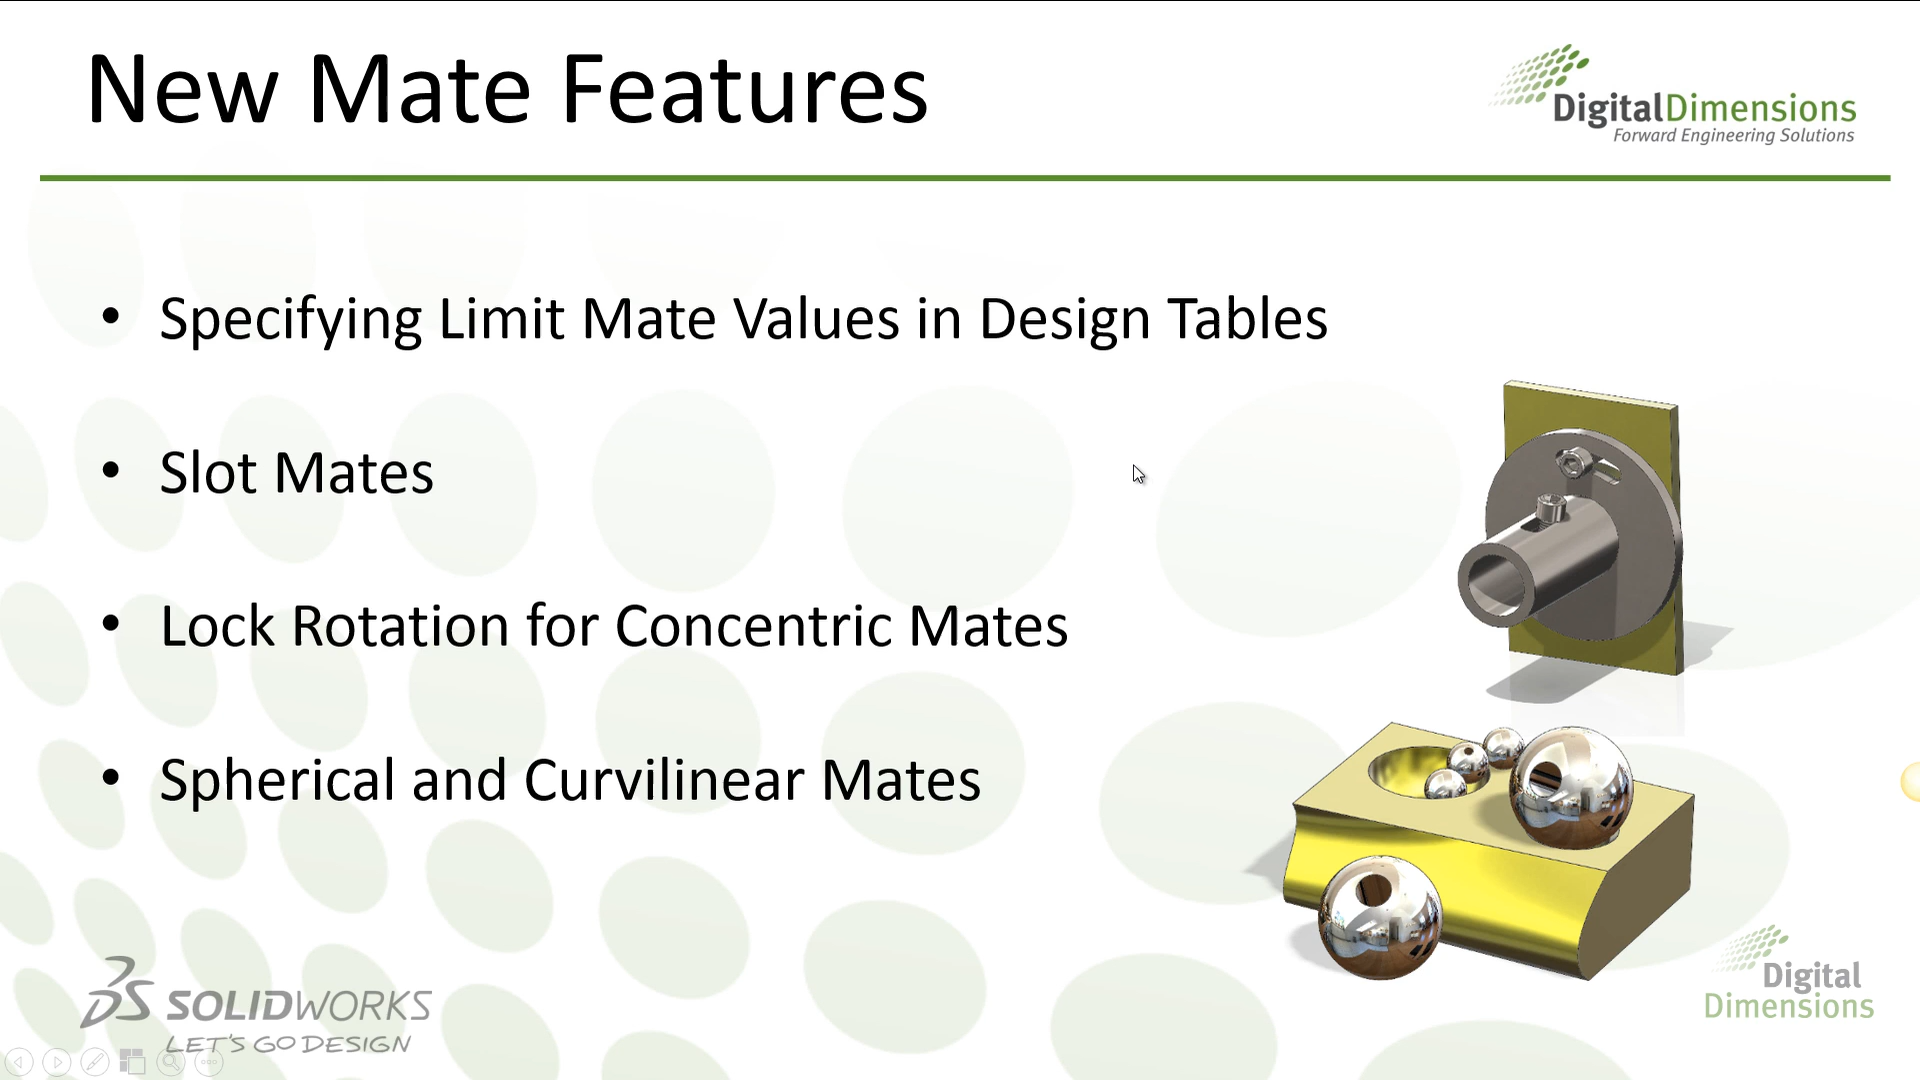 New Mate Features
DigitalDimensions
Forward Engineering Solutions
• Specifying Limit Mate Values in Design Tables
• Slot Mates
• Lock Rotation for Concentric Mates
• Spherical and Curvilinear Mates
SOLIDWORKS
LET'S GO DESIGN
Digital
Dimensions